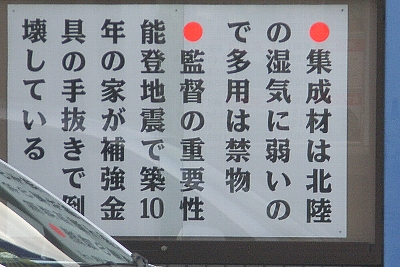 ●集成材は北陸
の湿気に弱いの
で多用は禁物
●監督の重要性
能登地震で築10
年の家が補強金
具の手抜きで倒
壊している